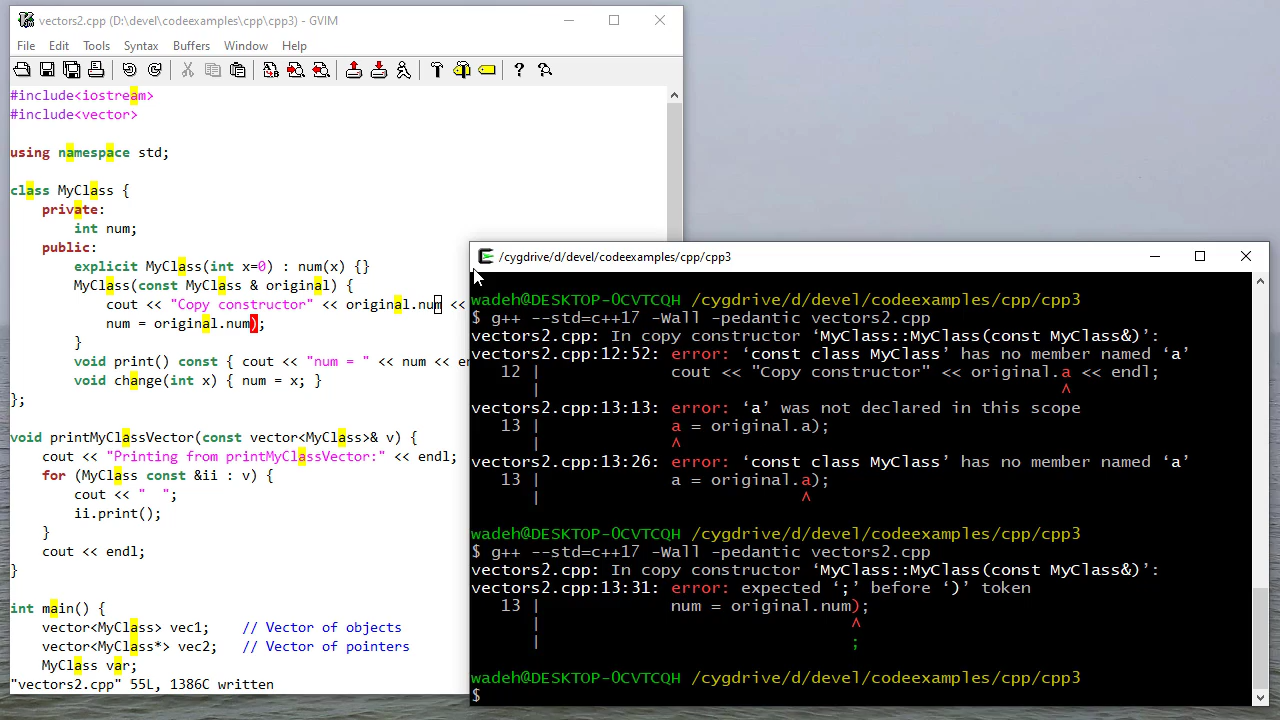 vectors2.cpp (D:\devel\codeexamples\cpp\cpp3) - GVIM
File Edit Tools Syntax Buffers Window Help
#include<iostream>
#include<vector>
using namespace std;
class MyClass {
private:
int num;
public:
explicit MyClass(int x=0) : num(x) {}
MyClass(const MyClass & original) {
cout << "Copy constructor" << original.num <<
num = original.num);
}
void print() const { cout << "num = " << num << en
void change(int x) { num = x; }
};
void printMyClassVector(const vector<MyClass>& v) {
cout << "Printing from printMyClassVector:" << endl;
for (MyClass const &ii : v) {
cout << "  ";
ii.print();
}
cout << endl;
}
int main() {
vector<MyClass> vec1;    // Vector of objects
vector<MyClass*> vec2;   // Vector of pointers
MyClass var;
"vectors2.cpp" 55L, 1386C written
/cygdrive/d/devel/codeexamples/cpp/cpp3
wadeh@DESKTOP-OCVTCQH /cygdrive/d/devel/codeexamples/cpp/cpp3
$ g++ --std=c++17 -Wall -pedantic vectors2.cpp
vectors2.cpp: In copy constructor ‘MyClass::MyClass(const MyClass&)’:
vectors2.cpp:12:52: error: ‘const class MyClass’ has no member named ‘a’
12 | cout << "Copy constructor" << original.a << endl;
| ^
vectors2.cpp:13:13: error: ‘a’ was not declared in this scope
13 | a = original.a);
| ^
vectors2.cpp:13:26: error: ‘const class MyClass’ has no member named ‘a’
13 | a = original.a);
| ^
wadeh@DESKTOP-OCVTCQH /cygdrive/d/devel/codeexamples/cpp/cpp3
$ g++ --std=c++17 -Wall -pedantic vectors2.cpp
vectors2.cpp: In copy constructor ‘MyClass::MyClass(const MyClass&)’:
vectors2.cpp:13:31: error: expected ‘;’ before ‘)’ token
13 | num = original.num);
| ^
| ;
wadeh@DESKTOP-OCVTCQH /cygdrive/d/devel/codeexamples/cpp/cpp3
$